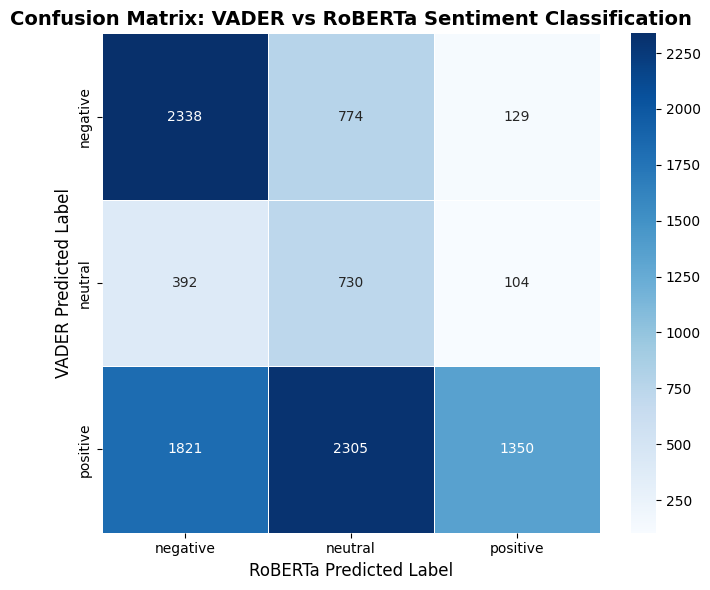 Confusion Matrix: VADER vs RoBERTa Sentiment Classification
VADER Predicted Label
negative
neutral
positive
2338 774 129
392 730 104
1821 2305 1350
negative neutral positive
RoBERTa Predicted Label
2250
2000
1750
1500
1250
1000
750
500
250